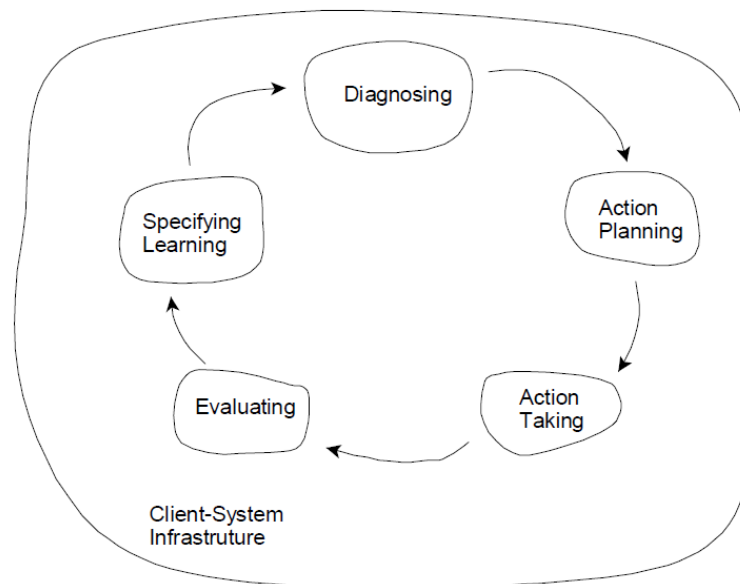 Diagnosing
Action
Planning
Action
Taking
Evaluating
Specifying
Learning
Client-System
Infrastruture